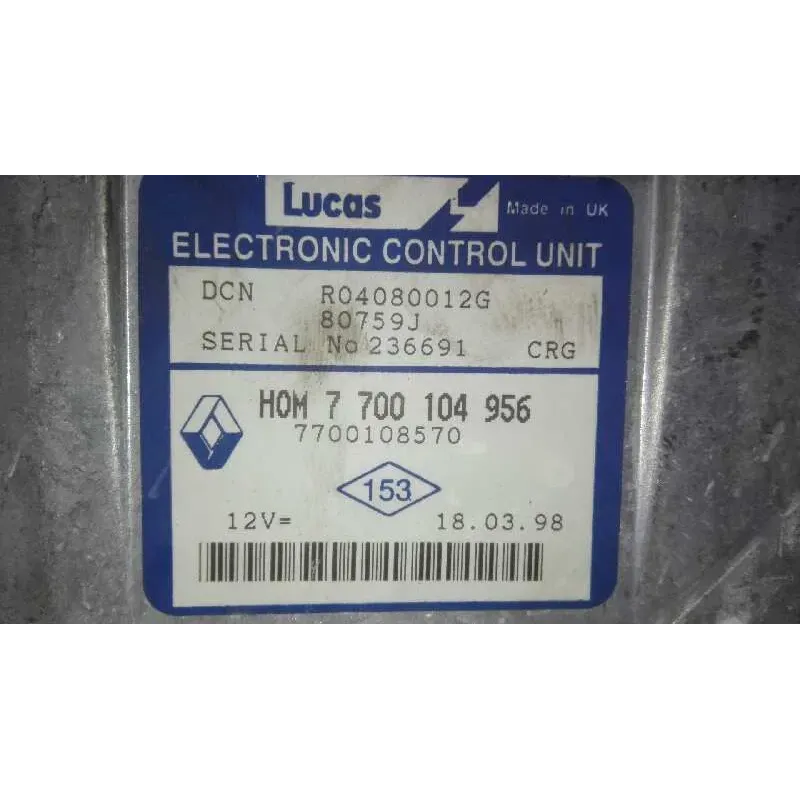 Lucas
Made in UK
ELECTRONIC CONTROL UNIT
DCN R04080012G
80759J
SERIAL No 236691 CRG
HOM 7 700 104 956
7700108570
153
12V= 18.03.98